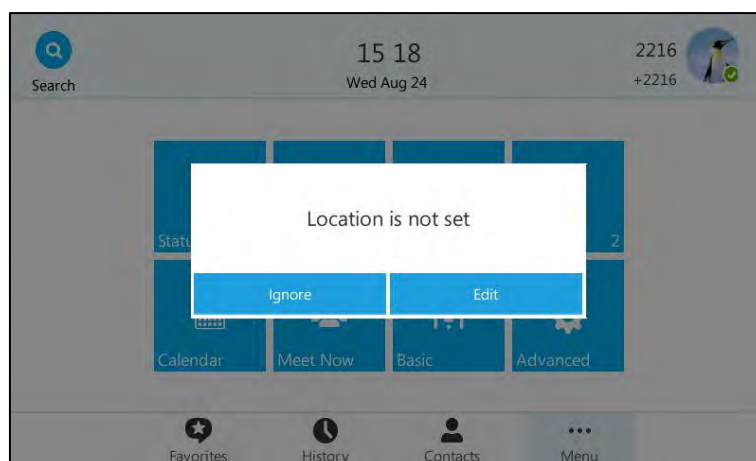 15 18
2216
Search
Wed Aug 24
+2216
Location is not set
2
Ignore
Edit
Calendar
Meet Now
Basic
Advanced
Favorites
History
Contacts
Menu